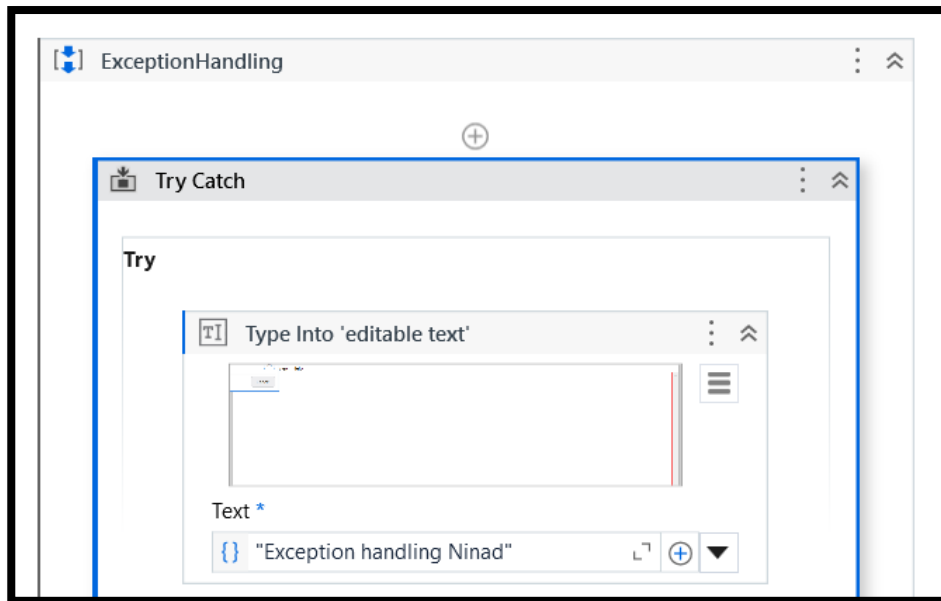 ExceptionHandling
Try Catch
Try
Type Into 'editable text'
Text *
"Exception handling Ninad"